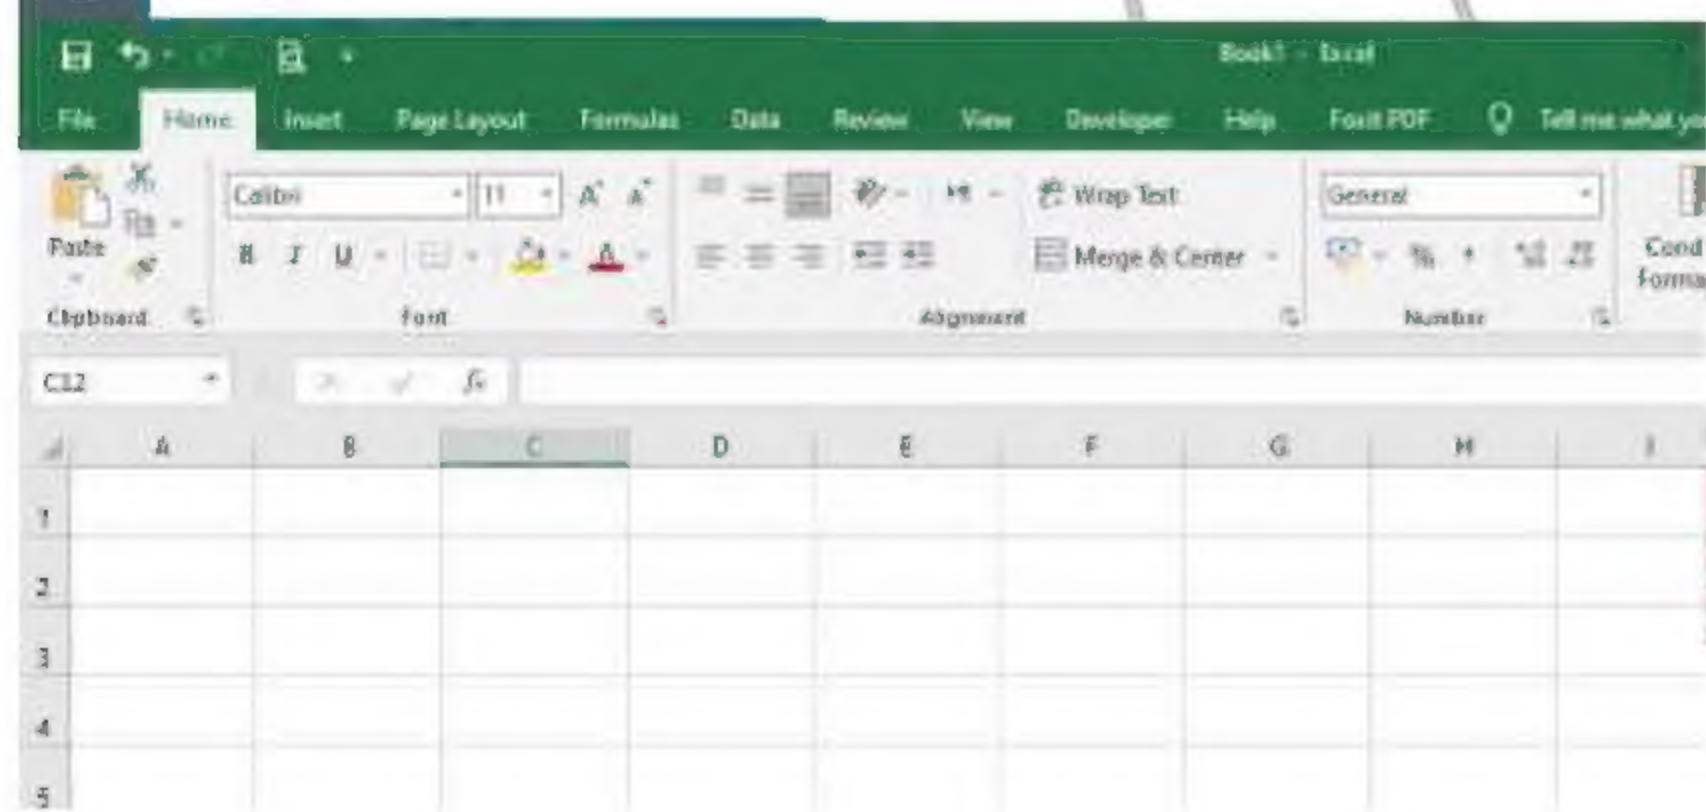 Book1 - Excel
File Home Insert Page Layout Formulas Data Review View Developer Help Foxit PDF Tell me what yo
Calibri 11 A A Wrap Text General
Paste B I U A Merge & Center % Cond
Forma
Clipboard Font Alignment Number
C12 fx
A B C D E F G H I
1
2
3
4
5